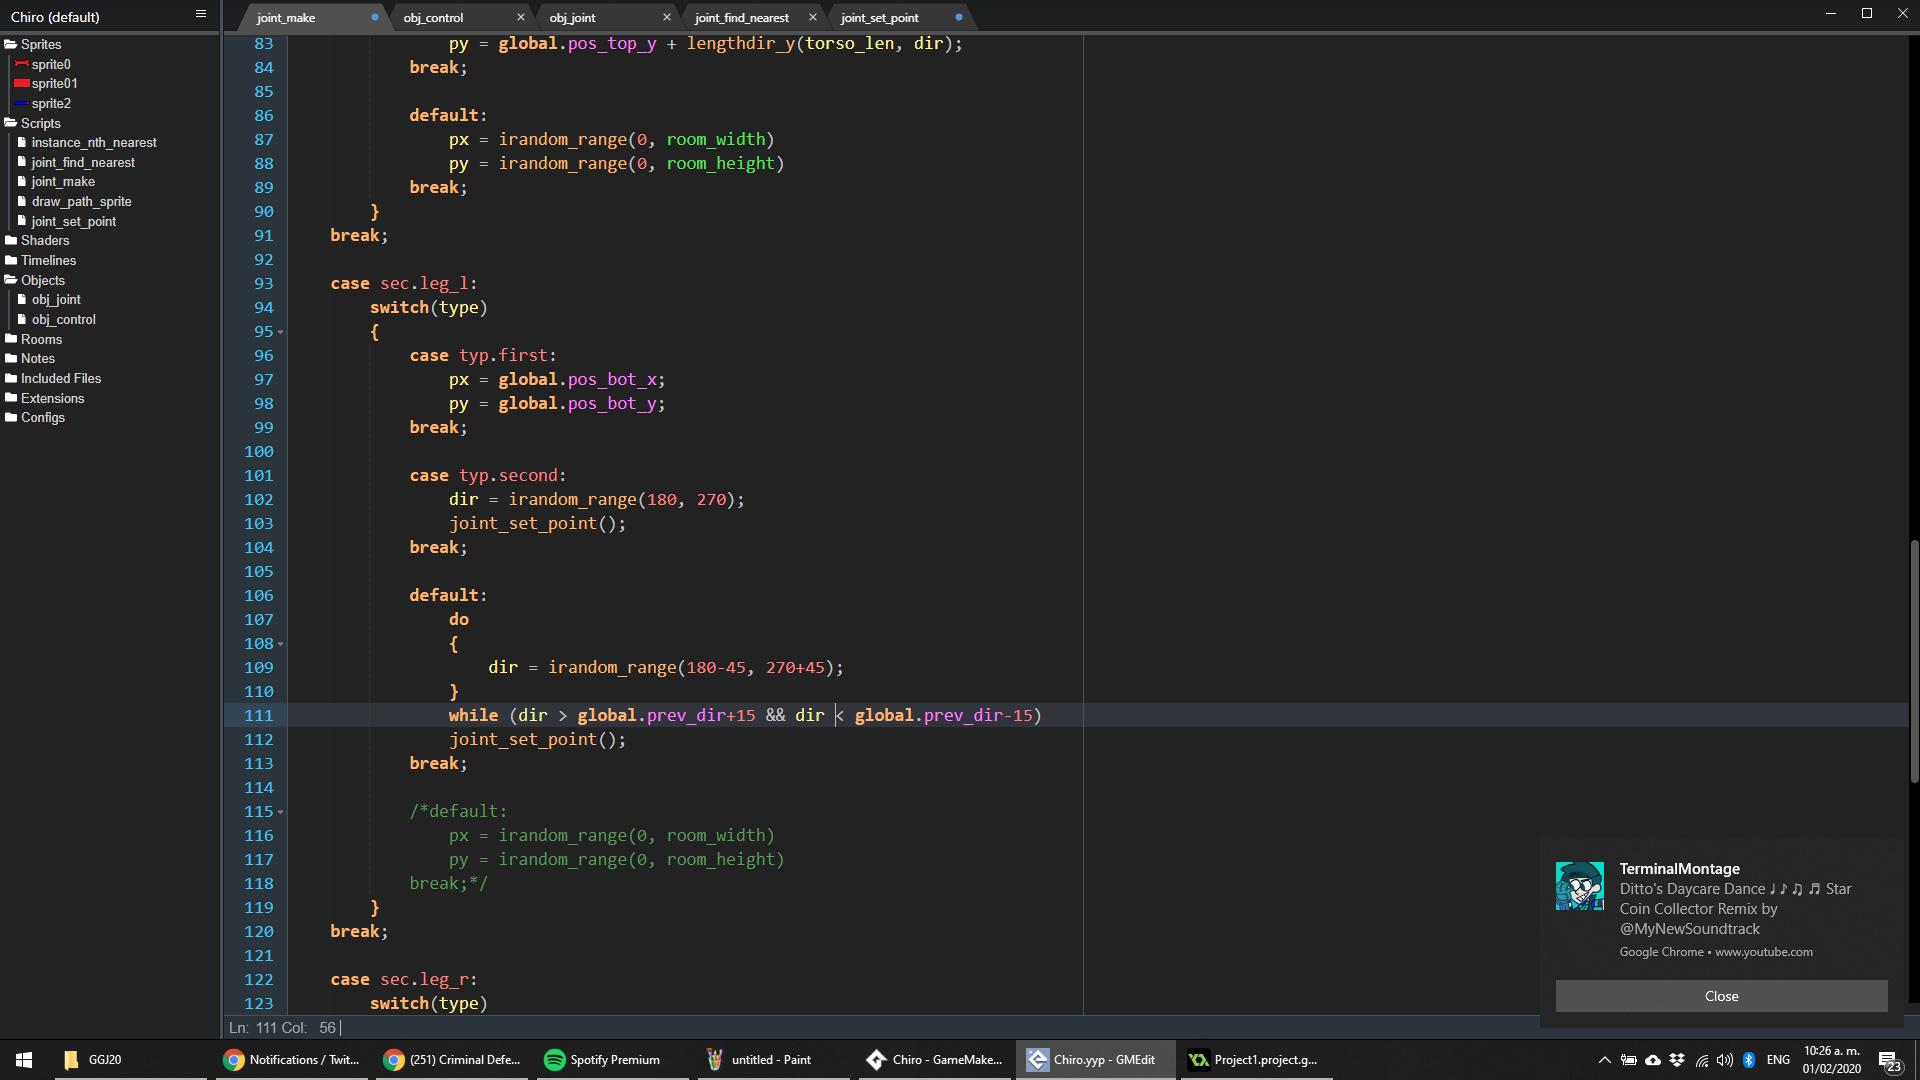 Chiro (default)
joint_make
obj_control
obj_joint
joint_find_nearest
joint_set_point
Sprites
sprite0
sprite01
sprite2
Scripts
instance_nth_nearest
joint_find_nearest
joint_make
draw_path_sprite
joint_set_point
Shaders
Timelines
Objects
obj_joint
obj_control
Rooms
Notes
Included Files
Extensions
Configs
83 py = global.pos_top_y + lengthdir_y(torso_len, dir);
84 break;
85
86 default:
87 px = irandom_range(0, room_width)
88 py = irandom_range(0, room_height)
89 break;
90 }
91 break;
92
93 case sec.leg_l:
94 switch(type)
95 {
96 case typ.first:
97 px = global.pos_bot_x;
98 py = global.pos_bot_y;
99 break;
100
101 case typ.second:
102 dir = irandom_range(180, 270);
103 joint_set_point();
104 break;
105
106 default:
107 do
108 {
109 dir = irandom_range(180-45, 270+45);
110 }
111 while (dir > global.prev_dir+15 && dir < global.prev_dir-15)
112 joint_set_point();
113 break;
114
115 /*default:
116 px = irandom_range(0, room_width)
117 py = irandom_range(0, room_height)
118 break;*/
119 }
120 break;
121
122 case sec.leg_r:
123 switch(type)
Ln: 111 Col: 56
TerminalMontage
Ditto's Daycare Dance ♩♪♫ ♬ Star
Coin Collector Remix by
@MyNewSoundtrack
Google Chrome • www.youtube.com
Close
GGJ20
Notifications / Twit...
(251) Criminal Defe...
Spotify Premium
untitled - Paint
Chiro - GameMake...
Chiro.yyp - GMEdit
Project1.project.g...
ENG
10:26 a. m.
01/02/2020
23